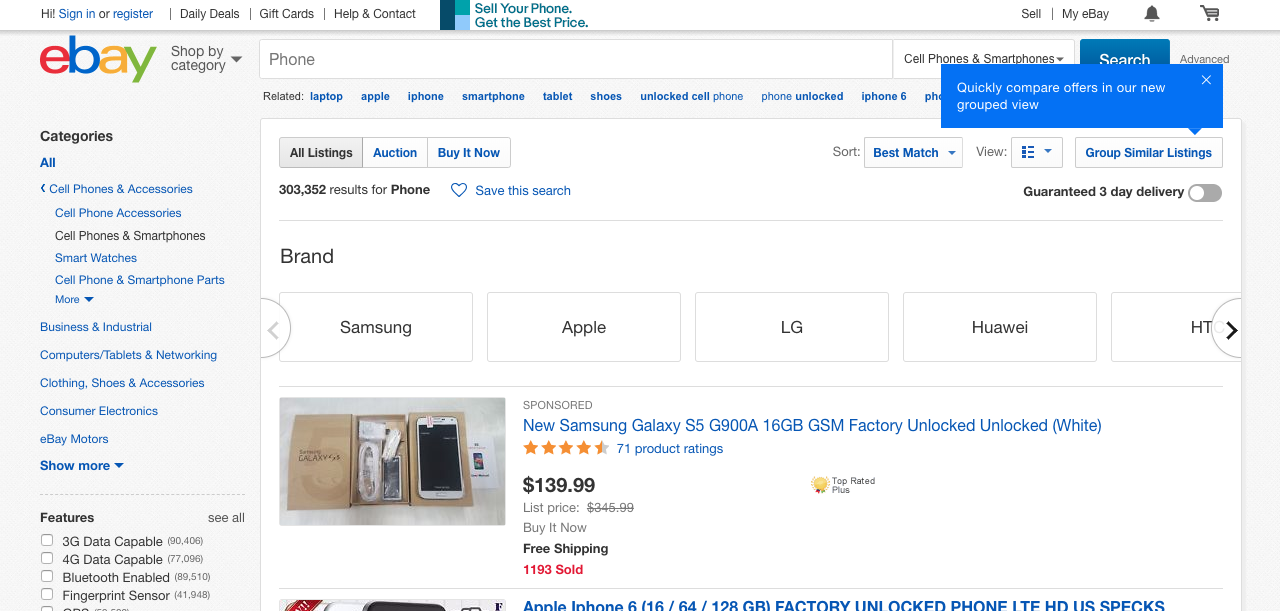 Hi! Sign in or register | Daily Deals | Gift Cards | Help & Contact
Sell Your Phone.
Get the Best Price.
Sell | My eBay
ebay
Shop by
category
Phone
Cell Phones & Smartphones
Search
Advanced
Quickly compare offers in our new
grouped view
Related: laptop apple iphone smartphone tablet shoes unlocked cell phone phone unlocked iphone 6
Categories
All
Cell Phones & Accessories
Cell Phone Accessories
Cell Phones & Smartphones
Smart Watches
Cell Phone & Smartphone Parts
More
Business & Industrial
Computers/Tablets & Networking
Clothing, Shoes & Accessories
Consumer Electronics
eBay Motors
Show more
Features
see all
3G Data Capable (90,406)
4G Data Capable (77,096)
Bluetooth Enabled (89,510)
Fingerprint Sensor (41,948)
All Listings
Auction
Buy It Now
Sort: Best Match
View:
Group Similar Listings
303,352 results for Phone
Save this search
Guaranteed 3 day delivery
Brand
Samsung
Apple
LG
Huawei
SPONSORED
New Samsung Galaxy S5 G900A 16GB GSM Factory Unlocked Unlocked (White)
71 product ratings
$139.99
Top Rated
Plus
List price: $345.99
Buy It Now
Free Shipping
1193 Sold
Apple Iphone 6 (16 / 64 / 128 GB) FACTORY UNLOCKED PHONE LTE HD US SPECKS